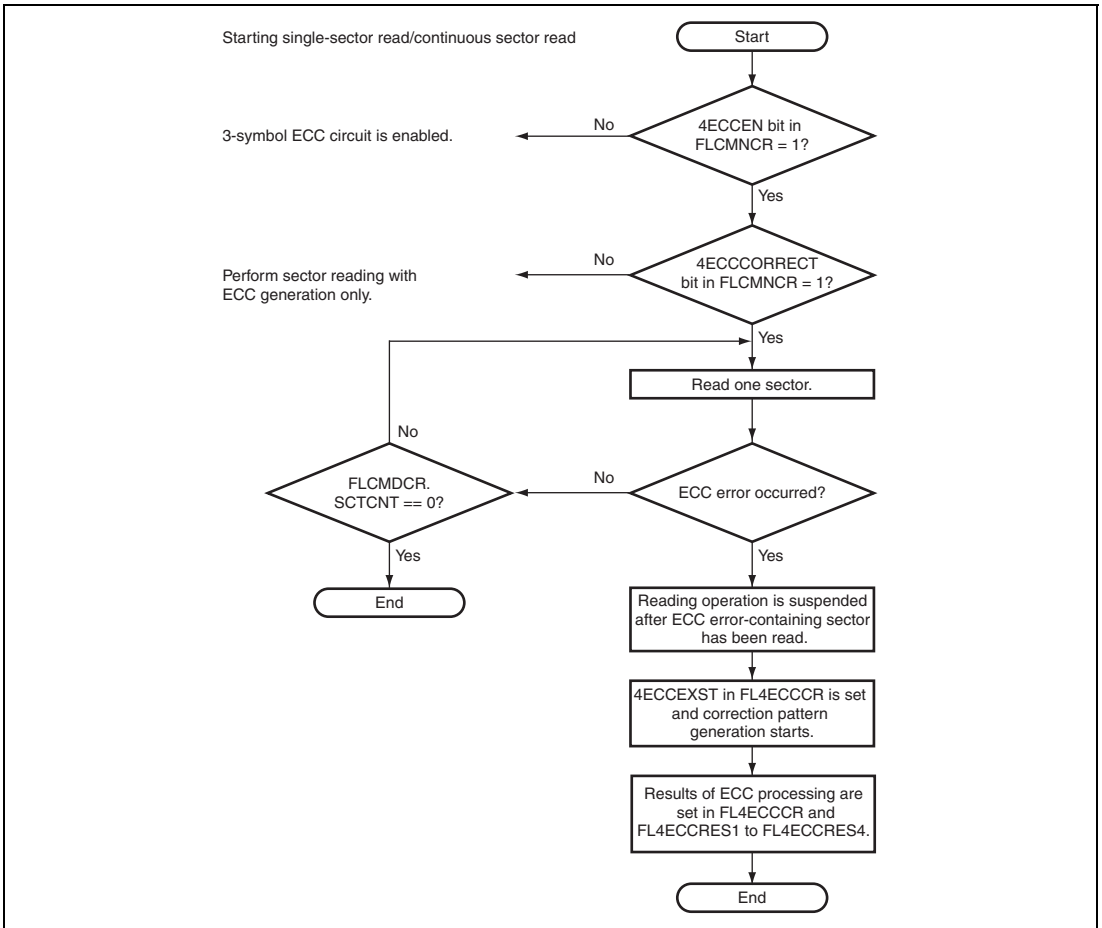 Starting single-sector read/continuous sector read
Start
3-symbol ECC circuit is enabled.
No
4ECCEN bit in
FLCMNCR = 1?
Yes
Perform sector reading with
ECC generation only.
No
4ECCCORRECT
bit in FLCMNCR = 1?
Yes
Read one sector.
No
FLCMDCR.
SCTCNT == 0?
No
ECC error occurred?
Yes
Yes
End
Reading operation is suspended
after ECC error-containing sector
has been read.
4ECCEXST in FL4ECCCR is set
and correction pattern
generation starts.
Results of ECC processing are
set in FL4ECCCR and
FL4ECCRES1 to FL4ECCRES4.
End